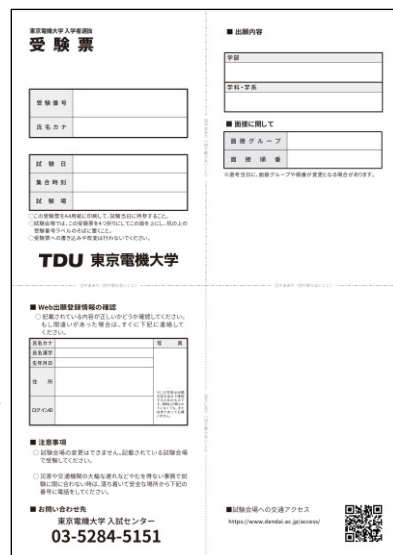 東京電機大学 入学者選抜
受験票
受験番号
氏名カナ
試験日
集合時刻
試験場
○この受験票をA4用紙に印刷して、試験当日に持参すること。
○試験会場では、この受験票を4つ折りにしてこの面を上にし、机の上の
受験番号ラベルのそばに置くこと。
○受験票への書き込みや改変は行わないでください。
TDU 東京電機大学
■ 出願内容
学部
学科・学系
■ 面接に関して
面接グループ
面接順番
※選考当日に、面接グループや順番が変更となる場合があります。
■ Web出願登録情報の確認
○ 記載されている内容が正しいかどうか確認してください。
もし間違いがあった場合は、すぐに下記に連絡して
ください。
氏名カナ
写真
氏名漢字
生年月日
住所
ログインID
■ 注意事項
○ 試験会場の変更はできません。記載されている試験会場
で受験してください。
○ 災害や交通機関の大幅な遅れなどやむを得ない事情で試
験に間に合わない時は、落ち着いて安全な場所から下記の
番号に電話をしてください。
■ お問い合わせ先
東京電機大学 入試センター
03-5284-5151
■試験会場への交通アクセス
https://www.dendai.ac.jp/access/